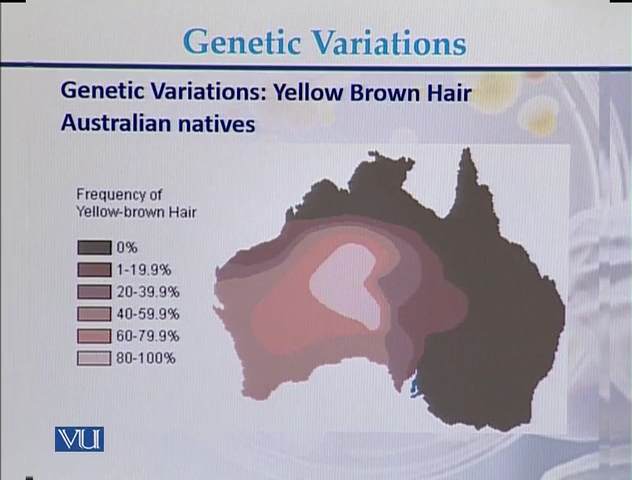 Genetic Variations
Genetic Variations: Yellow Brown Hair
Australian natives
Frequency of
Yellow-brown Hair
0%
1-19.9%
20-39.9%
40-59.9%
60-79.9%
80-100%
VU